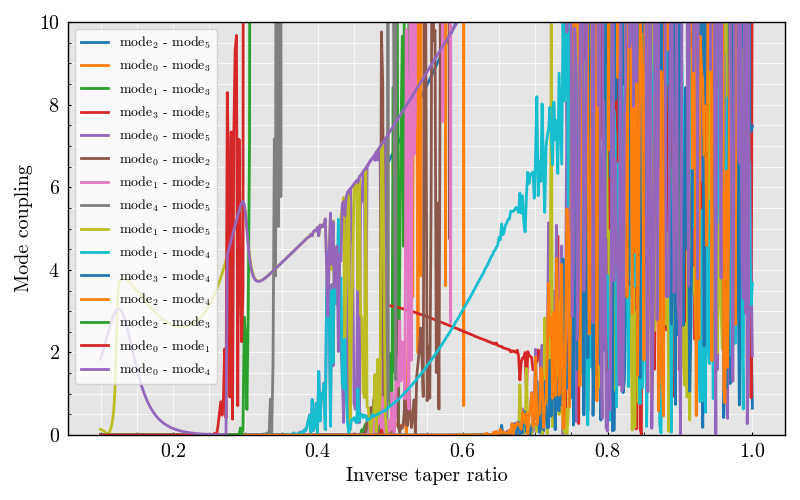 10
8
6
4
2
0
Mode coupling
mode₂ - mode₅
mode₀ - mode₃
mode₁ - mode₃
mode₃ - mode₅
mode₀ - mode₅
mode₀ - mode₂
mode₁ - mode₂
mode₄ - mode₅
mode₁ - mode₅
mode₁ - mode₄
mode₃ - mode₄
mode₂ - mode₄
mode₂ - mode₃
mode₀ - mode₁
mode₀ - mode₄
0.2 0.4 0.6 0.8 1.0
Inverse taper ratio